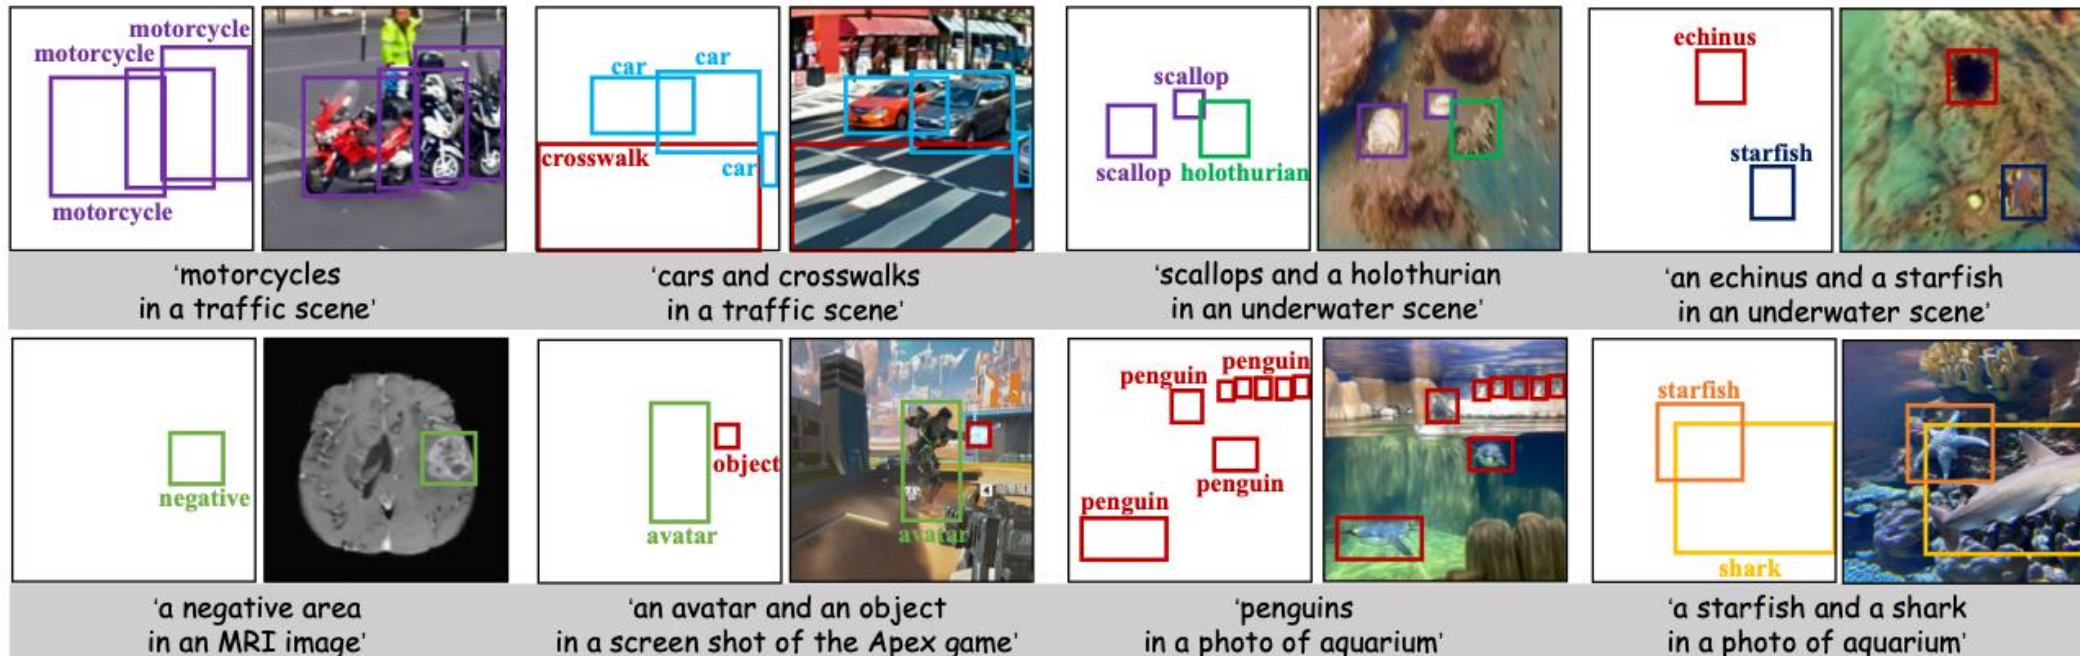 motorcycle
motorcycle
motorcycle
car
car
crosswalk
car
scallop
scallop
holothurian
echinus
starfish
'motorcycles
in a traffic scene'
'cars and crosswalks
in a traffic scene'
'scallops and a holothurian
in an underwater scene'
'an echinus and a starfish
in an underwater scene'
negative
object
avatar
avatar
penguin
penguin
penguin
penguin
starfish
shark
'a negative area
in an MRI image'
'an avatar and an object
in a screen shot of the Apex game'
'penguins
in a photo of aquarium'
'a starfish and a shark
in a photo of aquarium'